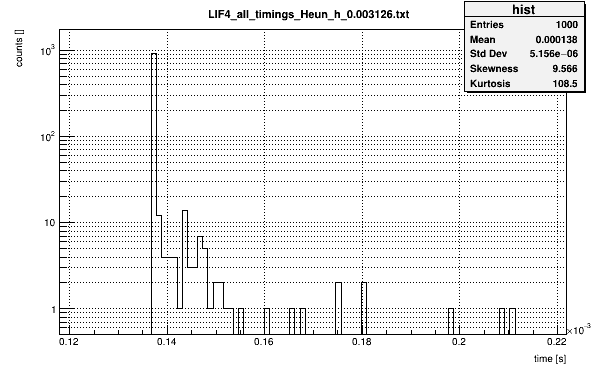 LIF4_all_timings_Heun_h_0.003126.txt
hist
Entries 1000
Mean 0.000138
Std Dev 5.156e−06
Skewness 9.566
Kurtosis 108.5
counts []
10³
10²
10
1
0.12 0.14 0.16 0.18 0.2 0.22
×10⁻³
time [s]